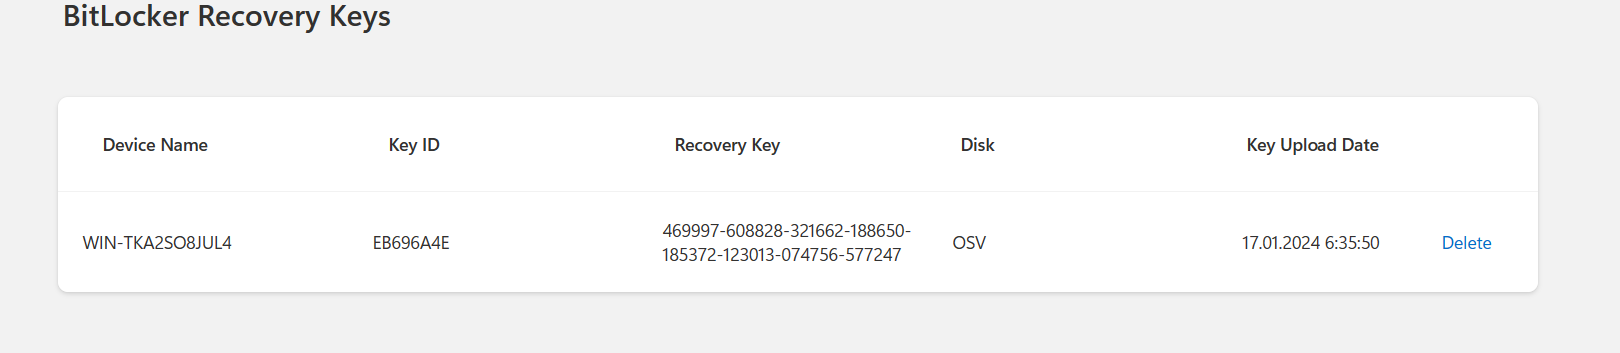 BitLocker Recovery Keys
Device Name Key ID Recovery Key Disk Key Upload Date
WIN-TKA2SO8JUL4 EB696A4E 469997-608828-321662-188650- OSV 17.01.2024 6:35:50 Delete
185372-123013-074756-577247